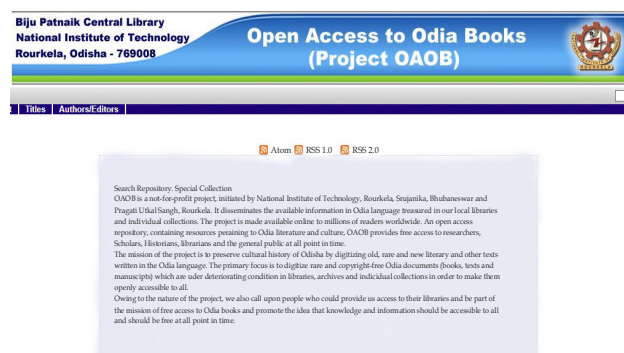 Biju Patnaik Central Library
National Institute of Technology
Rourkela, Odisha - 769008
Open Access to Odia Books
(Project OAOB)
Titles | Authors/Editors |
Atom RSS 1.0 RSS 2.0
Search Repository. Special Collection
OAOB is a not-for-profit project, initiated by National Institute of Technology, Rourkela, Srujanika, Bhubaneswar and
Pragati Utkal Sangh, Rourkela. It disseminates the available information in Odia language treasured in our local libraries
and individual collections. The project is made available online to millions of readers worldwide. An open access
repository, containing resources peraining to Odia literature and culture, OAOB provides free access to researchers,
Scholars, Historians, librarians and the general public at all point in time.
The mission of the project is to preserve cultural history of Odisha by digitizing old, rare and new literary and other texts
written in the Odia language. The primary focus is to digitize rare and copyright-free Odia documents (books, texts and
manuscipts) which are uder deteriorating condition in libraries, archives and indicidual collections in order to make them
openly accessible to all.
Owing to the nature of the project, we also call upon people who could provide us access to their libraries and be part of
the mission of free access to Odia books and promote the idea that knowledge and information should be accessible to all
and should be free at all point in time.